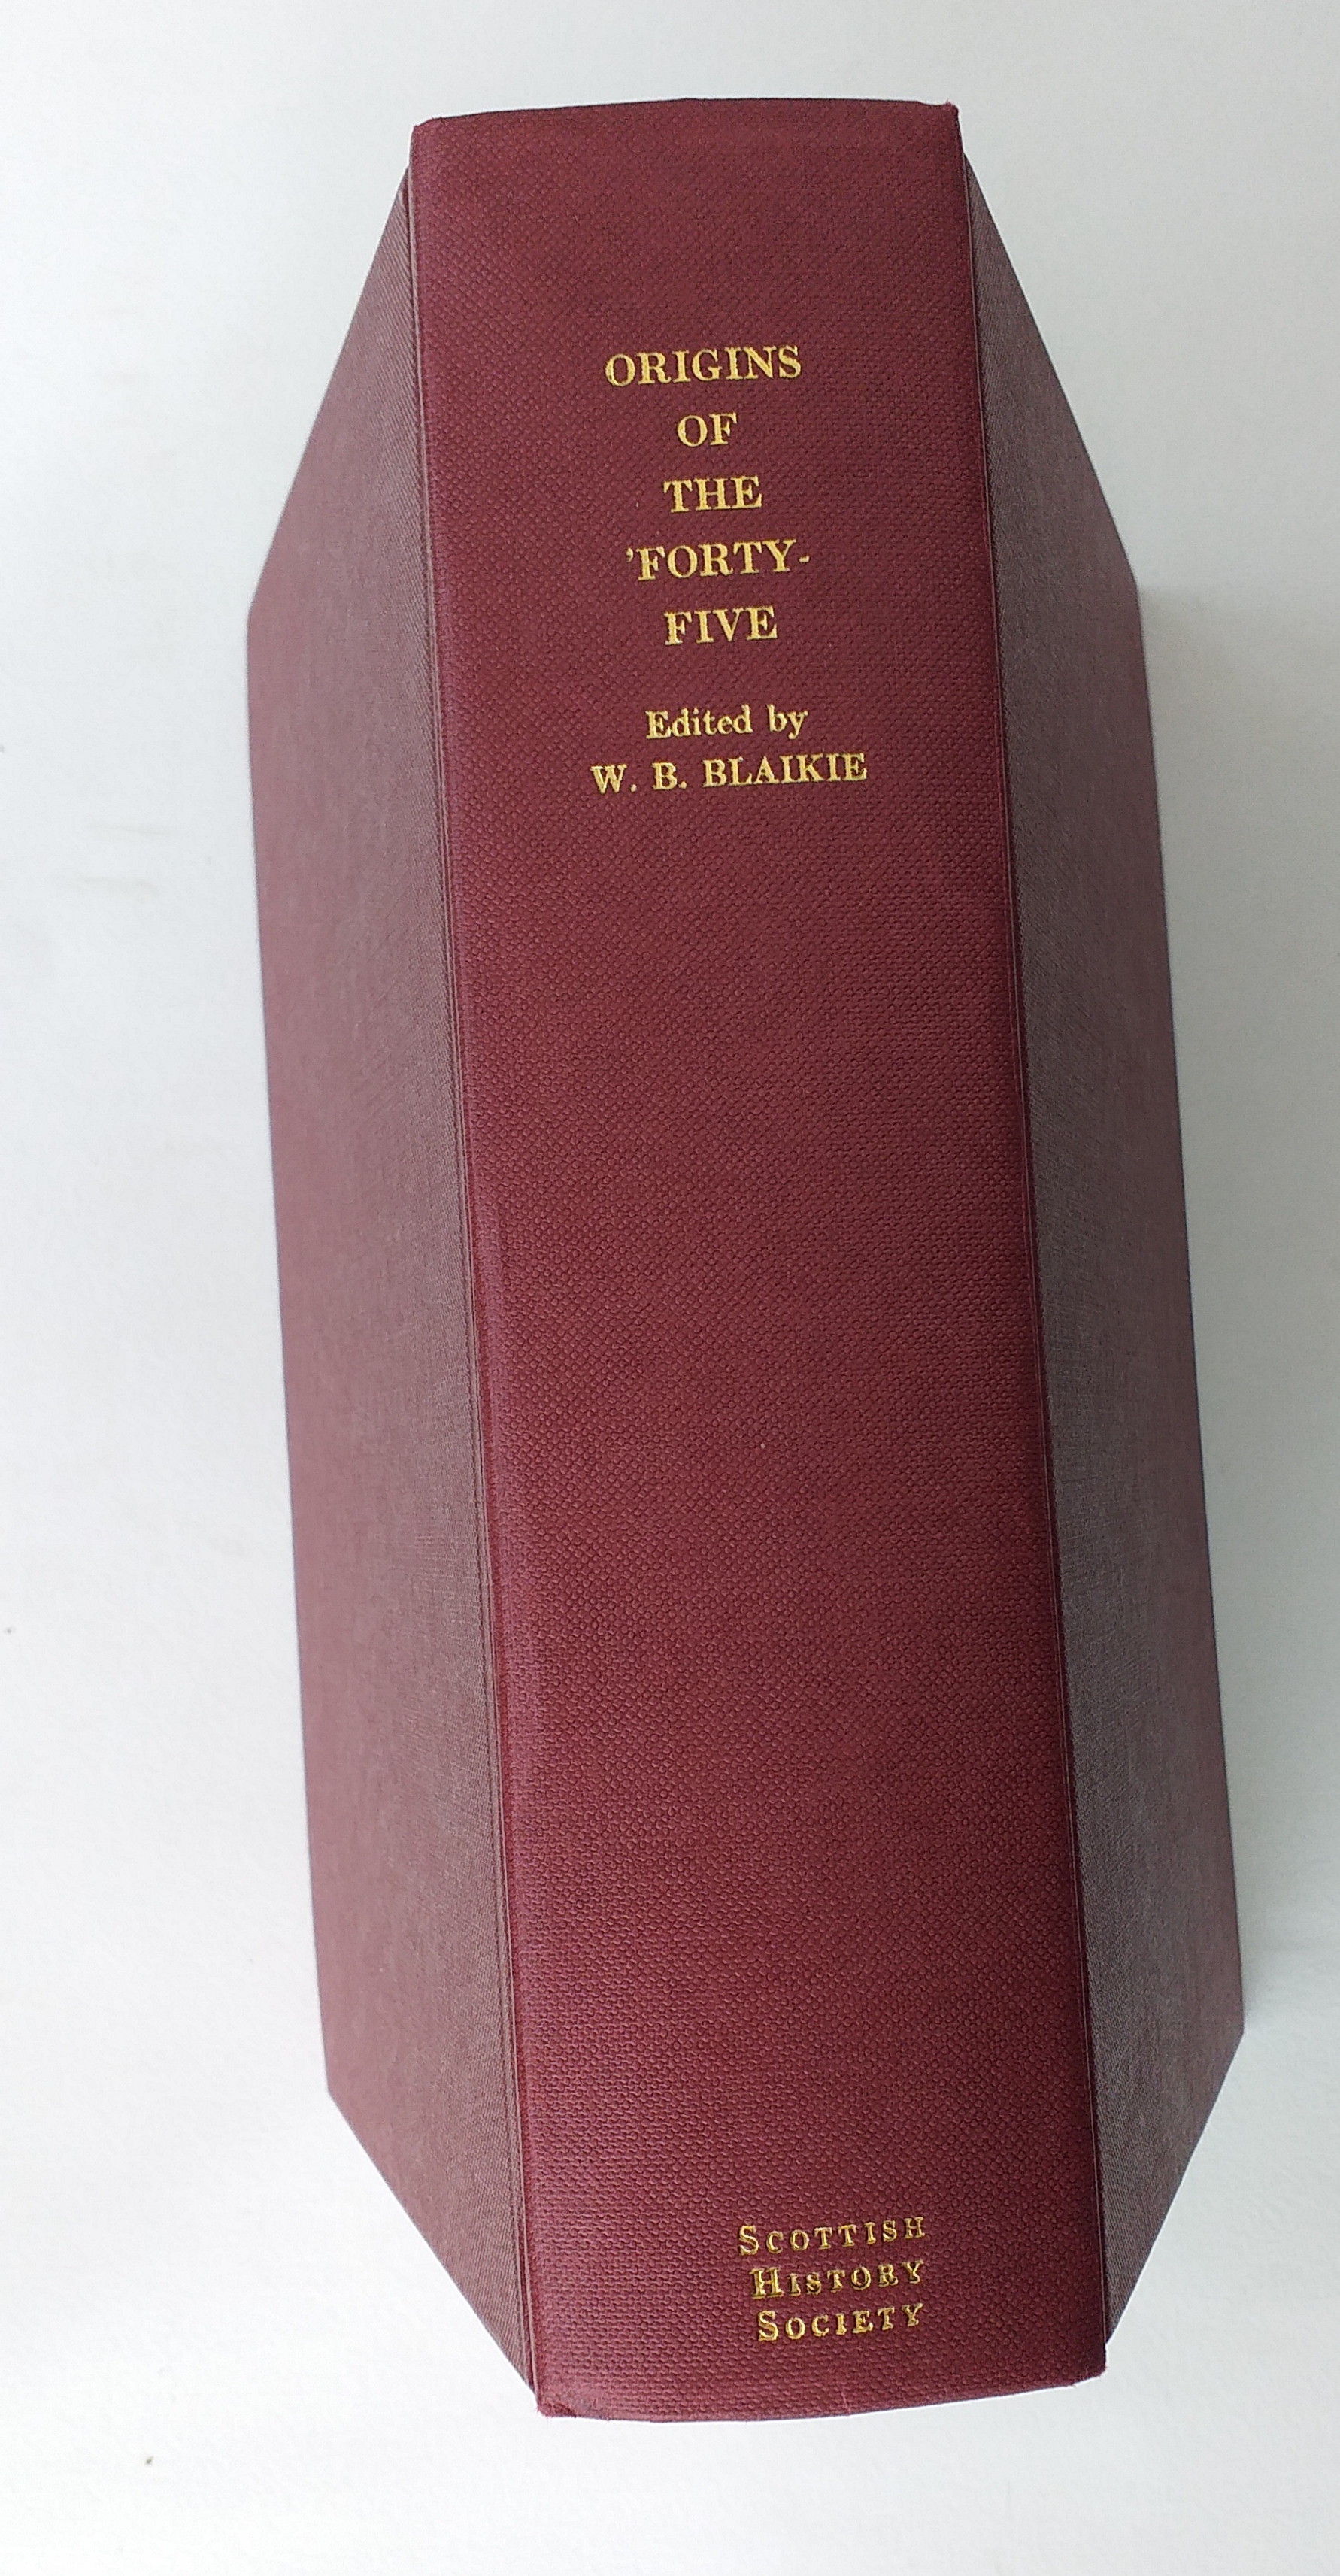 ORIGINS
OF
THE
’FORTY-
FIVE
Edited by
W. B. BLAIKIE
SCOTTISH
HISTORY
SOCIETY